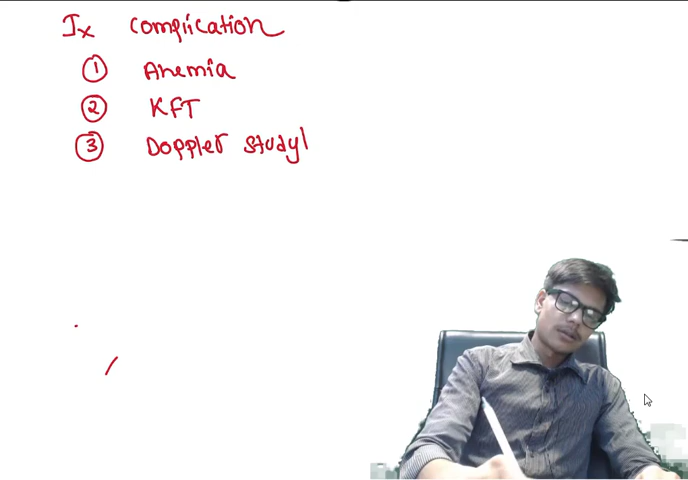 Ix complication
① Anemia
② KFT
③ Doppler study